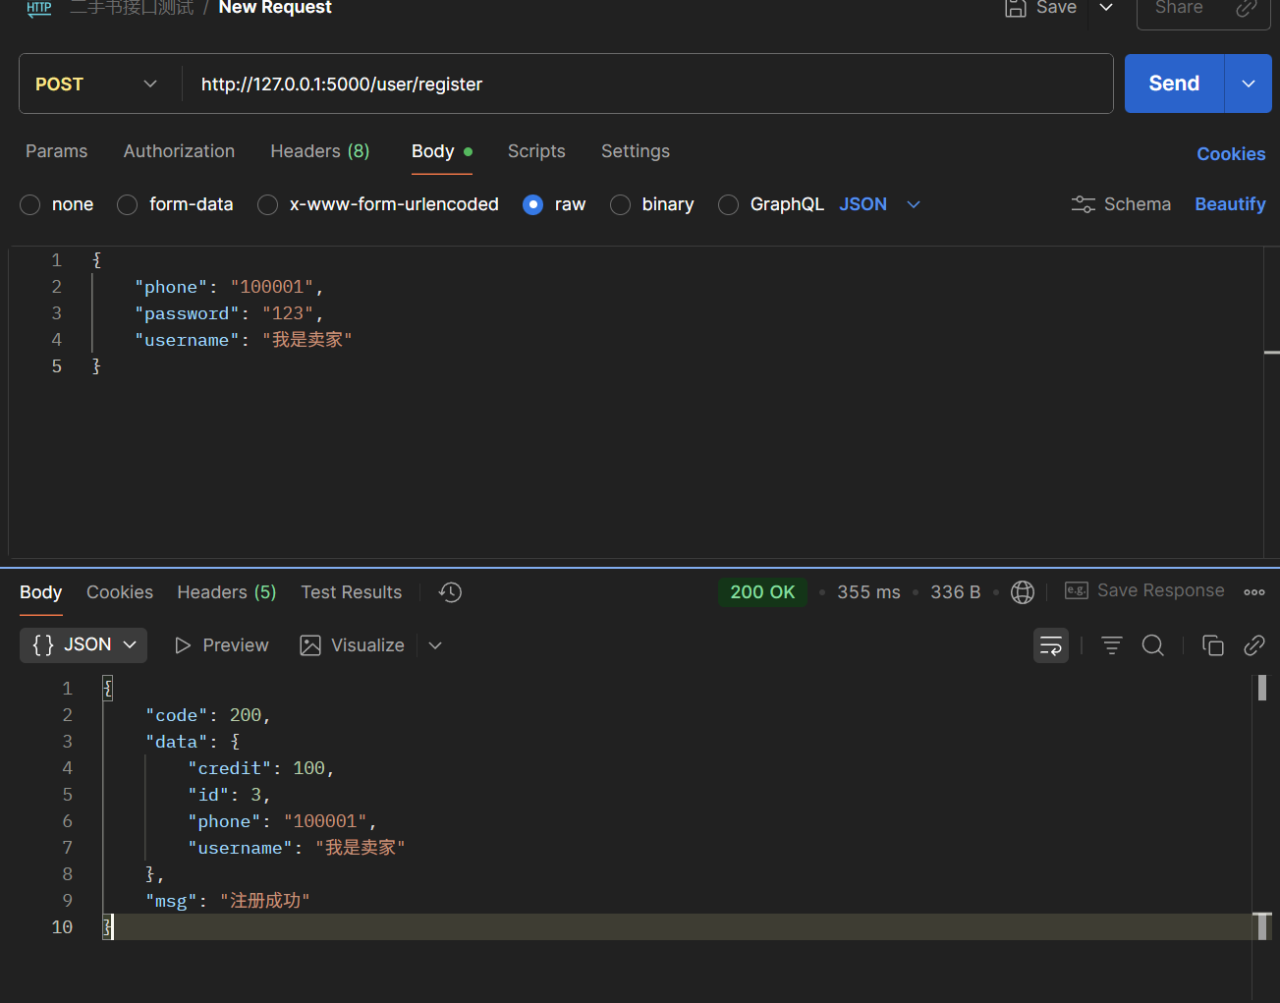 HTTP 二手书接口测试 / New Request Save Share
POST http://127.0.0.1:5000/user/register Send
Params Authorization Headers (8) Body Scripts Settings Cookies
none form-data x-www-form-urlencoded raw binary GraphQL JSON Schema Beautify
1 {
2 "phone": "100001",
3 "password": "123",
4 "username": "我是卖家"
5 }
Body Cookies Headers (5) Test Results 200 OK • 355 ms • 336 B • e.g. Save Response
{} JSON Preview Visualize
1 {
2 "code": 200,
3 "data": {
4 "credit": 100,
5 "id": 3,
6 "phone": "100001",
7 "username": "我是卖家"
8 },
9 "msg": "注册成功"
10 }